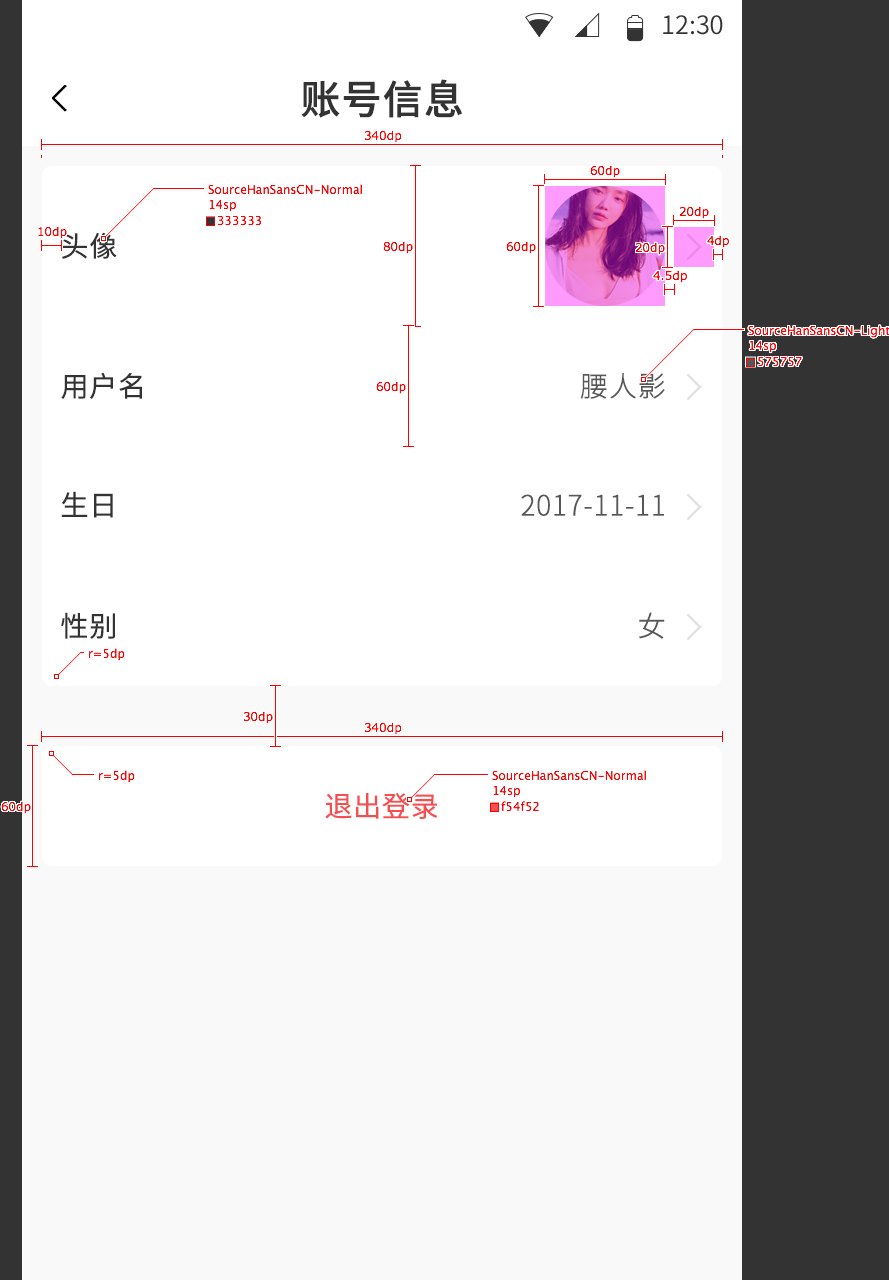 12:30
账号信息
340dp
SourceHanSansCN-Normal
14sp
333333
60dp
20dp
10dp
头像
80dp
60dp
20dp
4dp
4.5dp
SourceHanSansCN-Light
14sp
575757
60dp
用户名
腰人影
生日
2017-11-11
性别
女
r=5dp
30dp
340dp
r=5dp
SourceHanSansCN-Normal
14sp
f54f52
60dp
退出登录